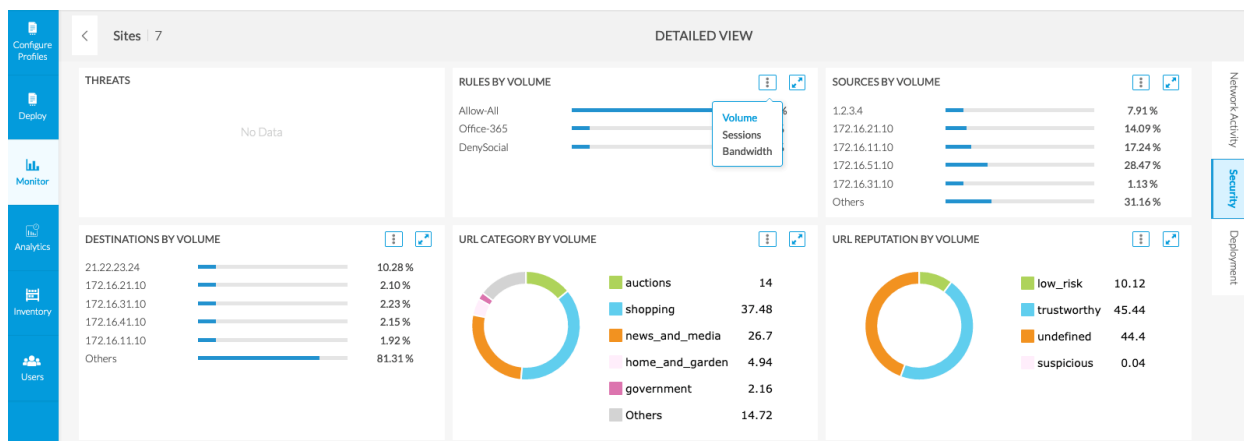 Configure
Profiles
Deploy
Monitor
Analytics
Inventory
Users
Sites | 7
DETAILED VIEW
THREATS
No Data
RULES BY VOLUME
Allow-All %
Office-365
DenySocial
Volume
Sessions
Bandwidth
SOURCES BY VOLUME
1.2.3.4 7.91 %
172.16.21.10 14.09 %
172.16.11.10 17.24 %
172.16.51.10 28.47 %
172.16.31.10 1.13 %
Others 31.16 %
DESTINATIONS BY VOLUME
21.22.23.24 10.28 %
172.16.21.10 2.10 %
172.16.31.10 2.23 %
172.16.41.10 2.15 %
172.16.11.10 1.92 %
Others 81.31 %
URL CATEGORY BY VOLUME
auctions 14
shopping 37.48
news_and_media 26.7
home_and_garden 4.94
government 2.16
Others 14.72
URL REPUTATION BY VOLUME
low_risk 10.12
trustworthy 45.44
undefined 44.4
suspicious 0.04
Network Activity
Security
Deployment